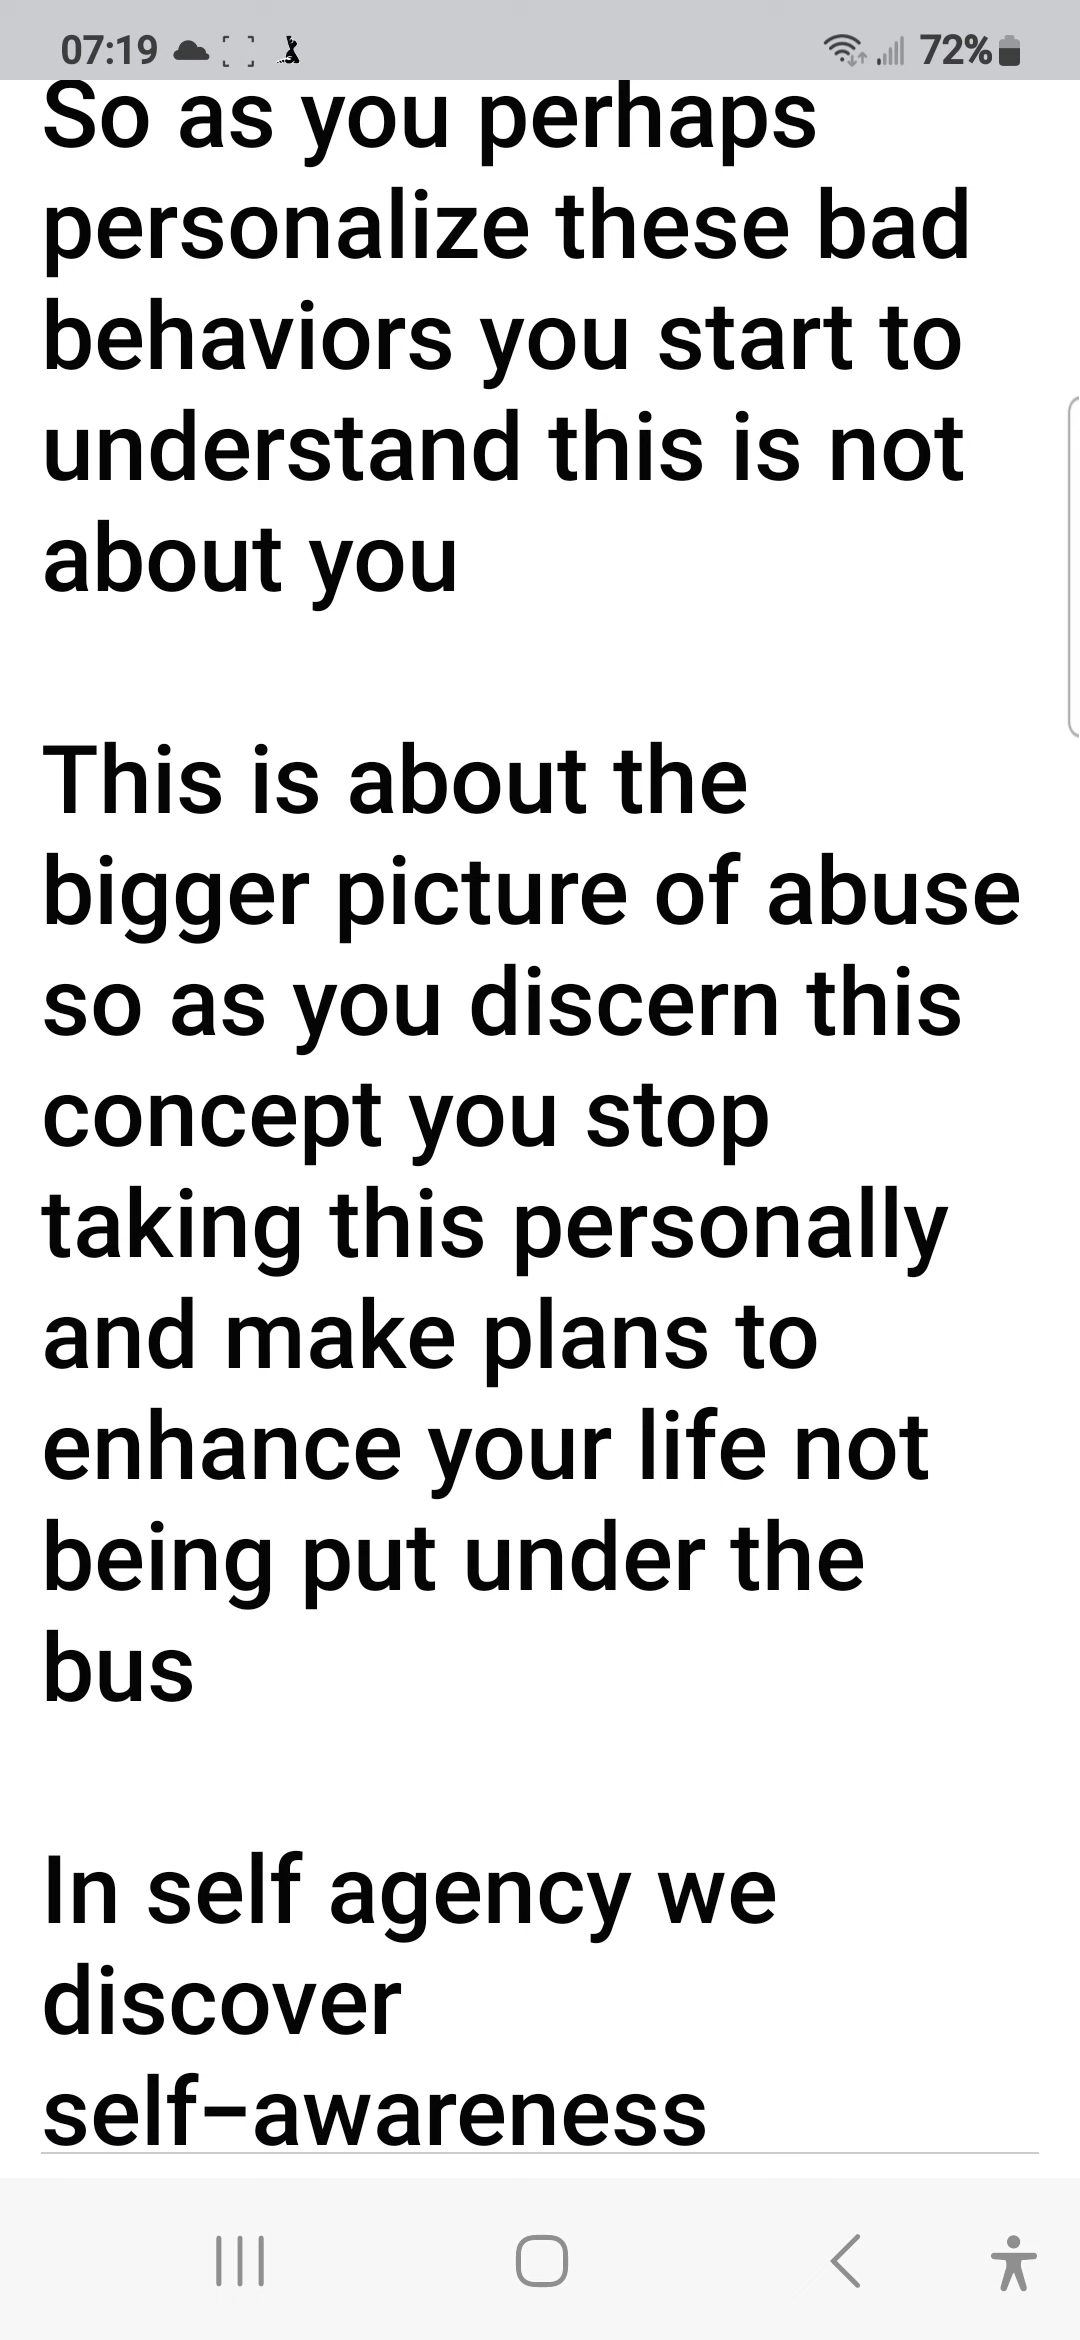 07:19 72%
So as you perhaps
personalize these bad
behaviors you start to
understand this is not
about you
This is about the
bigger picture of abuse
so as you discern this
concept you stop
taking this personally
and make plans to
enhance your life not
being put under the
bus
In self agency we
discover
self-awareness